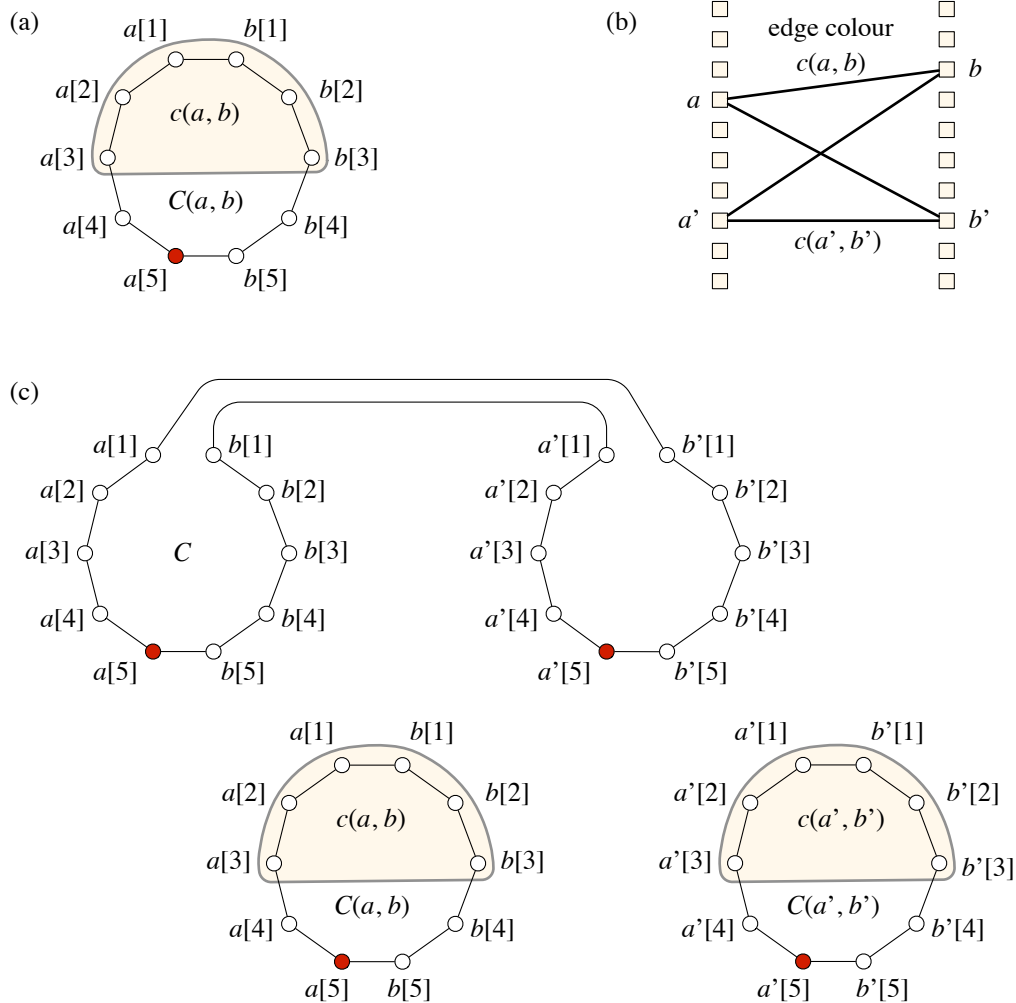 (a)
a[1] b[1]
a[2] b[2]
c(a, b)
a[3] b[3]
C(a, b)
a[4] b[4]
a[5] b[5]
(b)
edge colour
c(a, b)
b
a
a’ b’
c(a’, b’)
(c)
a[1] b[1] a’[1] b’[1]
a[2] b[2] a’[2] b’[2]
a[3] C b[3] a’[3] b’[3]
a[4] b[4] a’[4] b’[4]
a[5] b[5] a’[5] b’[5]
a[1] b[1] a’[1] b’[1]
a[2] b[2] a’[2] b’[2]
c(a, b) c(a’, b’)
a[3] b[3] a’[3] b’[3]
C(a, b) C(a’, b’)
a[4] b[4] a’[4] b’[4]
a[5] b[5] a’[5] b’[5]